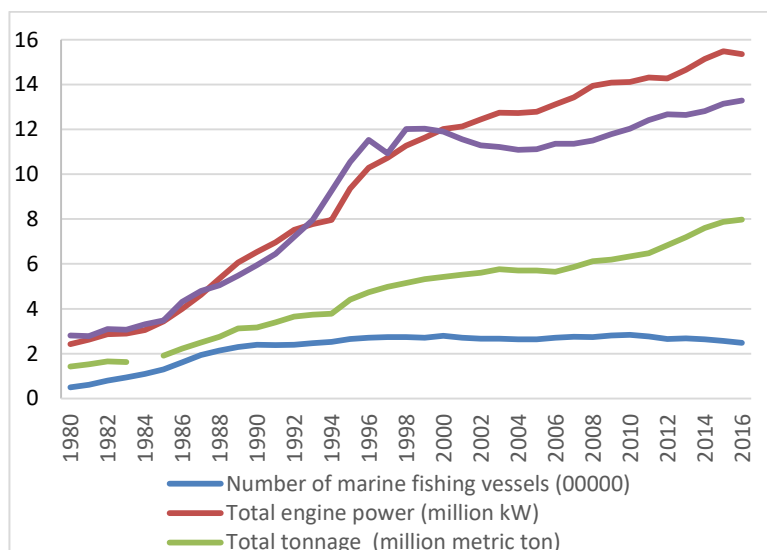 16
14
12
10
8
6
4
2
0
1980 1982 1984 1986 1988 1990 1992 1994 1996 1998 2000 2002 2004 2006 2008 2010 2012 2014 2016
Number of marine fishing vessels (00000)
Total engine power (million kW)
Total tonnage (million metric ton)